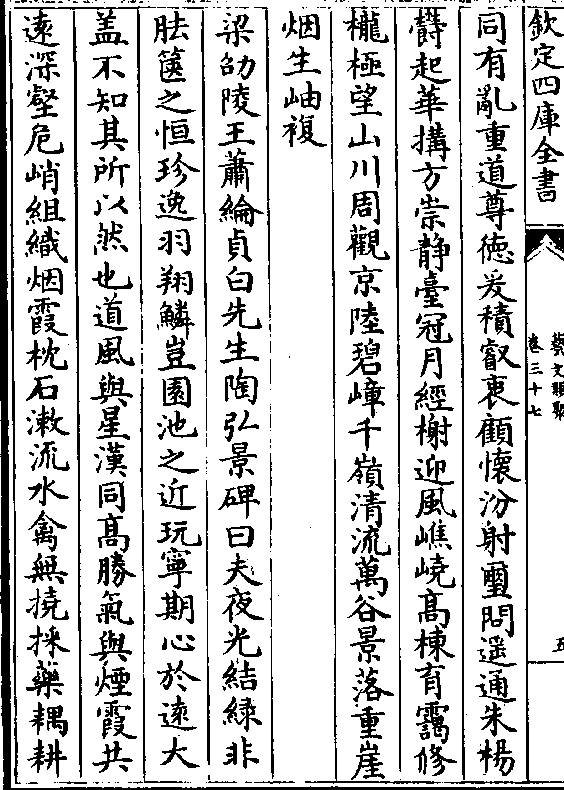 欽定四庫全書
藝文類聚
卷三十七
五
同有亂重道尊徳爰積叡衷顧懷汾射璽問遥通朱楊
欝起華搆方崇静臺冠月經榭迎風嶕嶢髙棟育靄修
櫳極望山川周觀京陸碧嶂千嶺清流萬谷景落重崖
烟生岫複
梁邵陵王蕭綸貞白先生陶弘景碑曰夫夜光結緑非
胠篋之恒珍逸羽翔鱗豈園池之近玩寧期心於遠大
盖不知其所以然也道風與星漢同髙勝氣與煙霞共
遠深壑危峭組織烟霞枕石漱流水禽無撓採藥耦耕